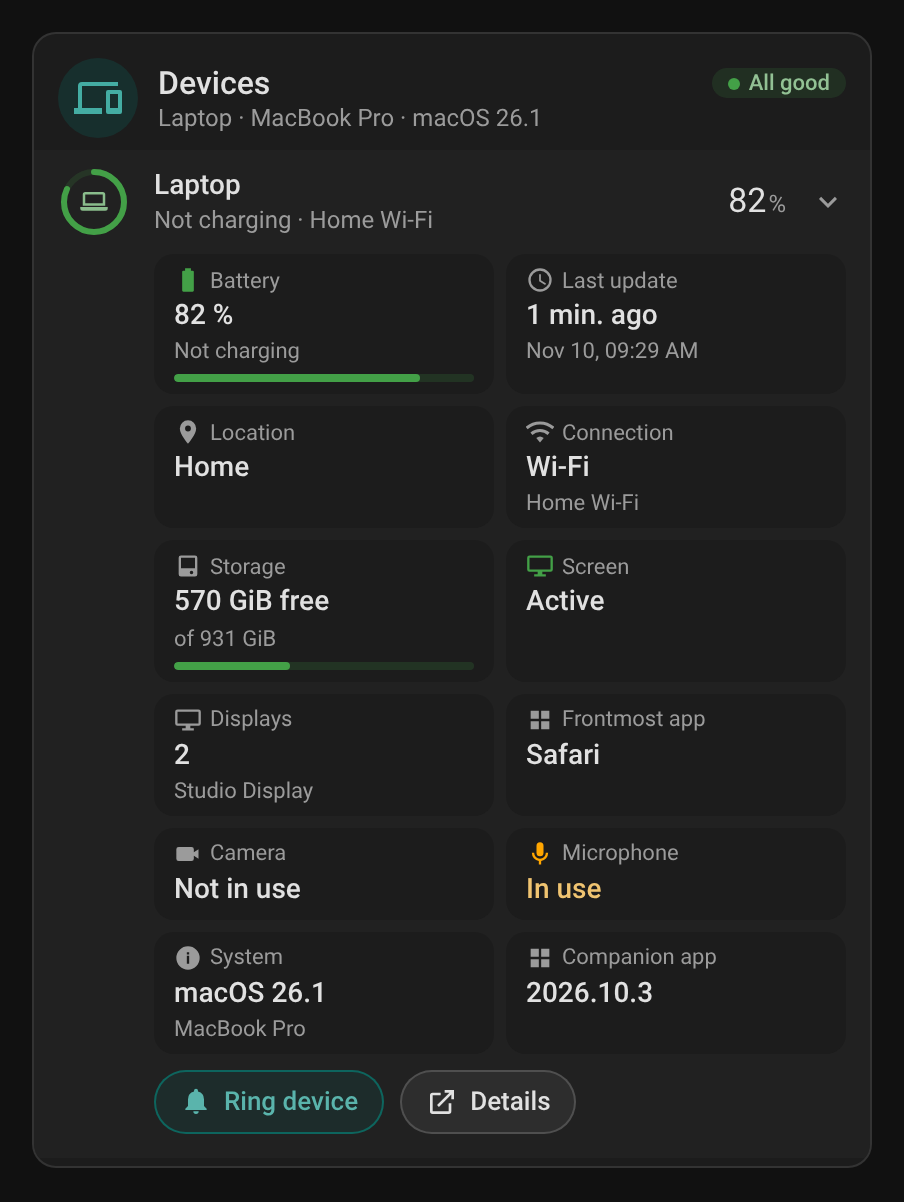 Devices
All good
Laptop · MacBook Pro · macOS 26.1
Laptop
Not charging · Home Wi-Fi
82%
Battery
82 %
Not charging
Last update
1 min. ago
Nov 10, 09:29 AM
Location
Home
Connection
Wi-Fi
Home Wi-Fi
Storage
570 GiB free
of 931 GiB
Screen
Active
Displays
2
Studio Display
Frontmost app
Safari
Camera
Not in use
Microphone
In use
System
macOS 26.1
MacBook Pro
Companion app
2026.10.3
Ring device
Details